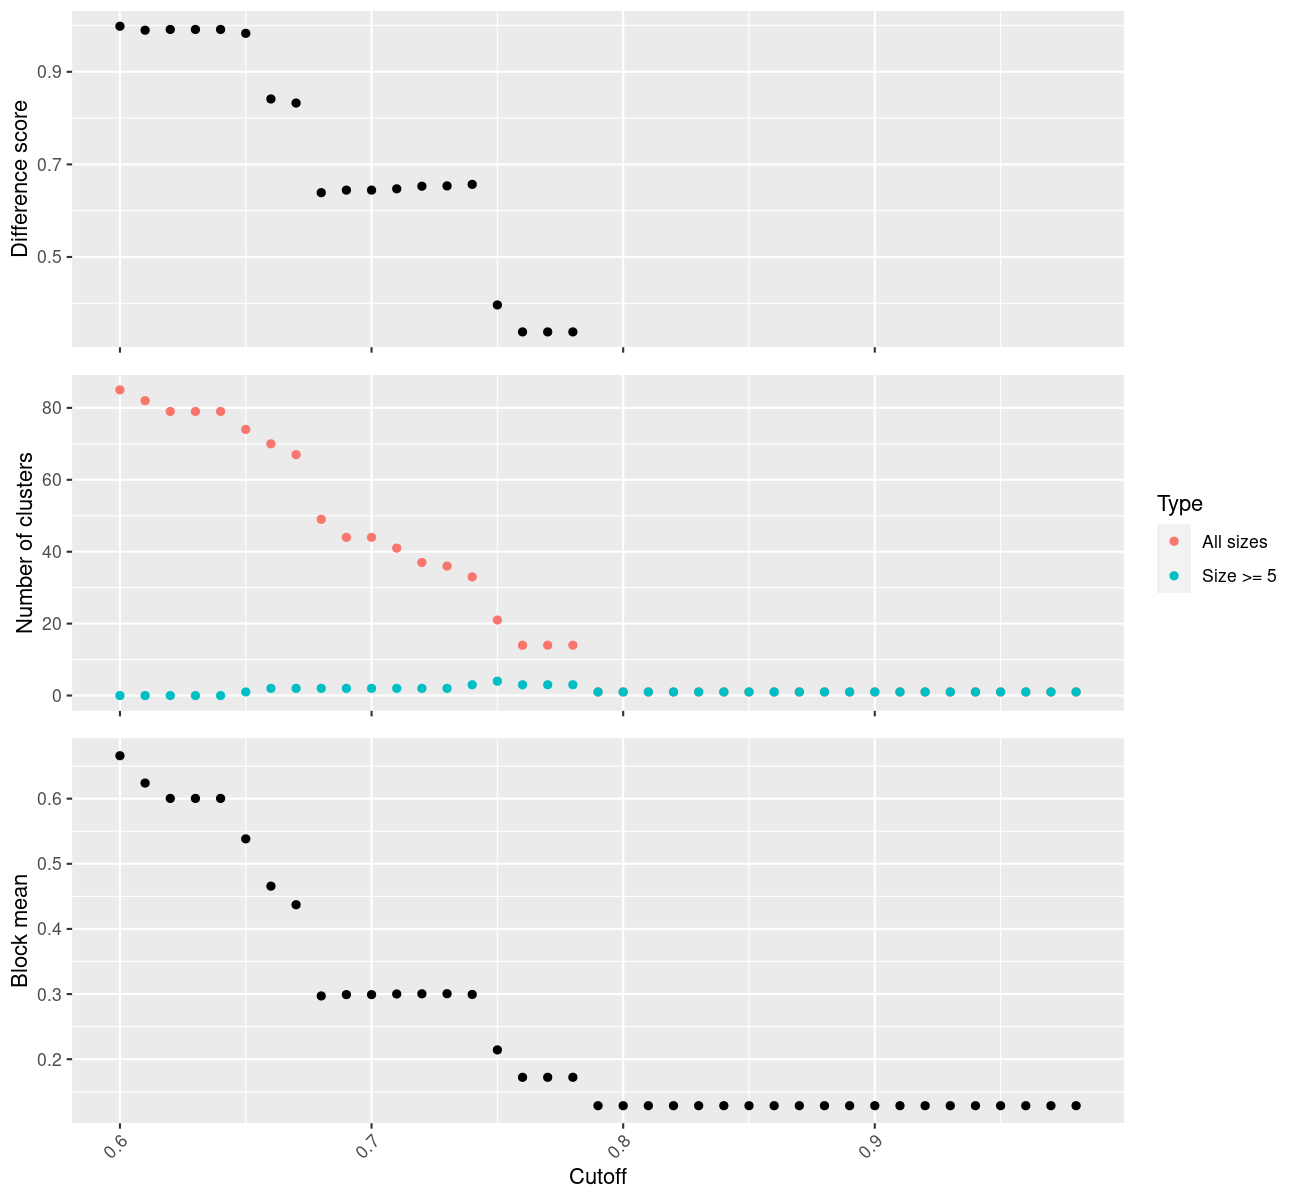 Difference score
0.9
0.7
0.5
Number of clusters
80
60
40
20
0
Type
All sizes
Size >= 5
Block mean
0.6
0.5
0.4
0.3
0.2
0.6
0.7
0.8
0.9
Cutoff